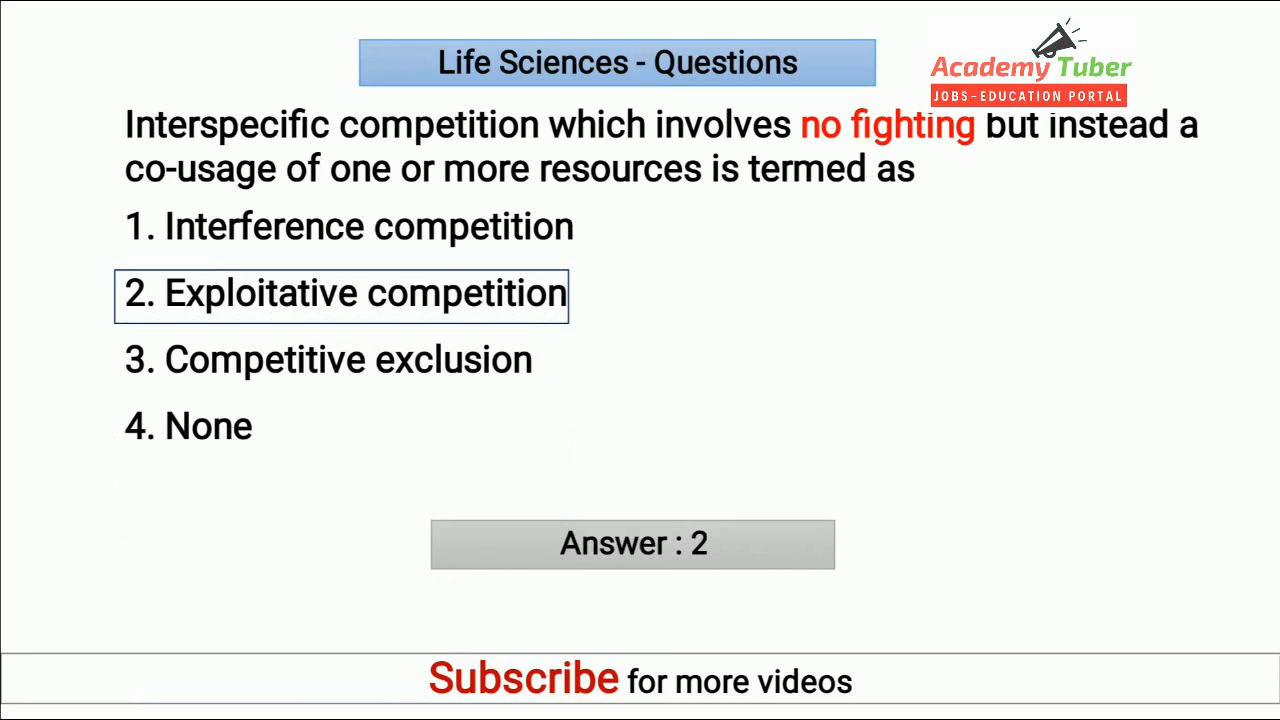 Life Sciences - Questions
Academy Tuber
JOBS-EDUCATION PORTAL
Interspecific competition which involves no fighting but instead a
co-usage of one or more resources is termed as
1. Interference competition
2. Exploitative competition
3. Competitive exclusion
4. None
Answer : 2
Subscribe for more videos